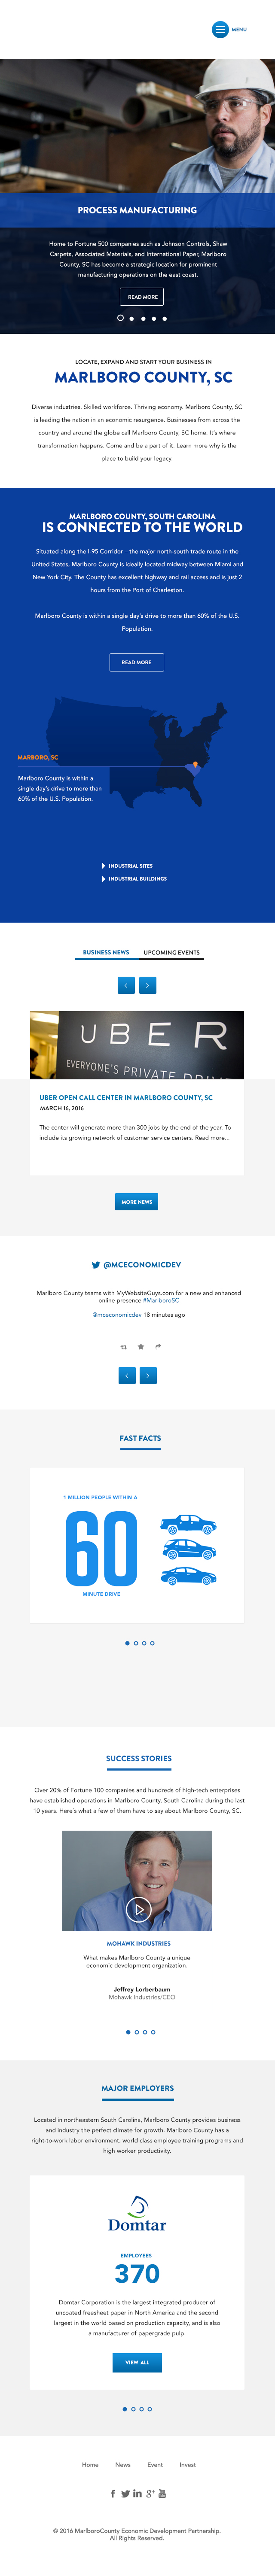 MENU
PROCESS MANUFACTURING
Home to Fortune 500 companies such as Johnson Controls, Shaw
Carpets, Associated Materials, and International Paper, Marlboro
County, SC has become a strategic location for prominent
manufacturing operations on the east coast.
READ MORE
LOCATE, EXPAND AND START YOUR BUSINESS IN
MARLBORO COUNTY, SC
Diverse industries. Skilled workforce. Thriving economy. Marlboro County, SC
is leading the nation in an economic resurgence. Businesses from across the
country and around the globe call Marlboro County, SC home. It's where
transformation happens. Come and be a part of it. Learn more why is the
place to build your legacy.
MARLBORO COUNTY, SOUTH CAROLINA
IS CONNECTED TO THE WORLD
Situated along the I-95 Corridor – the major north-south trade route in the
United States, Marlboro County is ideally located midway between Miami and
New York City. The County has excellent highway and rail access and is just 2
hours from the Port of Charleston.
Marlboro County is within a single day's drive to more than 60% of the U.S.
Population.
READ MORE
MARBORO, SC
Marlboro County is within a
single day's drive to more than
60% of the U.S. Population.
INDUSTRIAL SITES
INDUSTRIAL BUILDINGS
BUSINESS NEWS
UPCOMING EVENTS
UBER
EVERYONE'S PRIVATE DRIV
UBER OPEN CALL CENTER IN MARLBORO COUNTY, SC
MARCH 16, 2016
The center will generate more than 300 jobs by the end of the year. To
include its growing network of customer service centers. Read more...
MORE NEWS
@MCECONOMICDEV
Marlboro County teams with MyWebsiteGuys.com for a new and enhanced
online presence #MarlboroSC
@mceconomicdev 18 minutes ago
FAST FACTS
1 MILLION PEOPLE WITHIN A
60
MINUTE DRIVE
SUCCESS STORIES
Over 20% of Fortune 100 companies and hundreds of high-tech enterprises
have established operations in Marlboro County, South Carolina during the last
10 years. Here's what a few of them have to say about Marlboro County, SC.
MOHAWK INDUSTRIES
What makes Marlboro County a unique
economic development organization.
Jeffrey Lorberbaum
Mohawk Industries/CEO
MAJOR EMPLOYERS
Located in northeastern South Carolina, Marlboro County provides business
and industry the perfect climate for growth. Marlboro County has a
right-to-work labor environment, world class employee training programs and
high worker productivity.
Domtar
EMPLOYEES
370
Domtar Corporation is the largest integrated producer of
uncoated freesheet paper in North America and the second
largest in the world based on production capacity, and is also
a manufacturer of papergrade pulp.
VIEW ALL
Home
News
Event
Invest
© 2016 MarlboroCounty Economic Development Partnership.
All Rights Reserved.